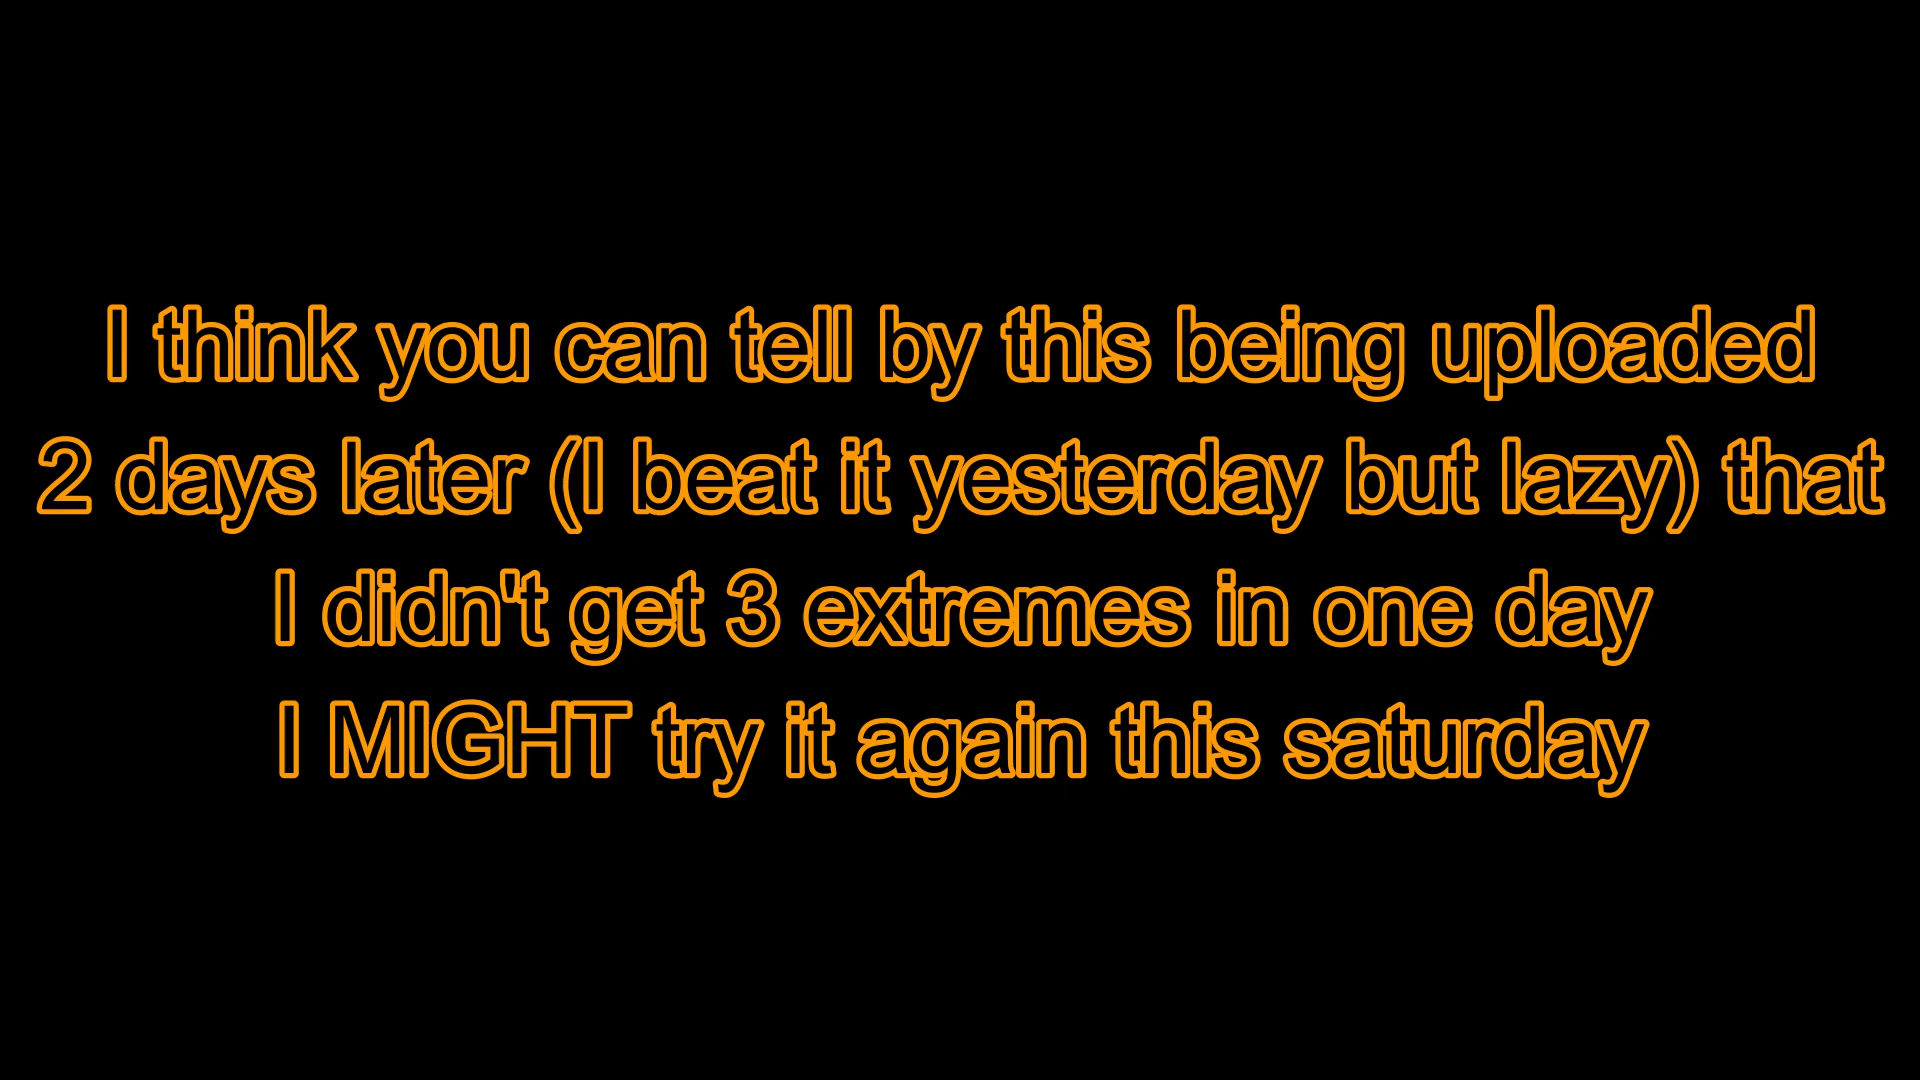 I think you can tell by this being uploaded
2 days later (I beat it yesterday but lazy) that
I didn't get 3 extremes in one day
I MIGHT try it again this saturday